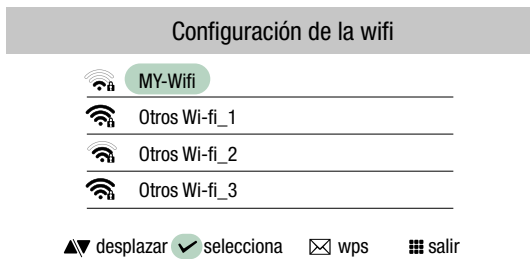 Configuración de la wifi
MY-Wifi
Otros Wi-fi_1
Otros Wi-fi_2
Otros Wi-fi_3
desplazar selecciona wps salir